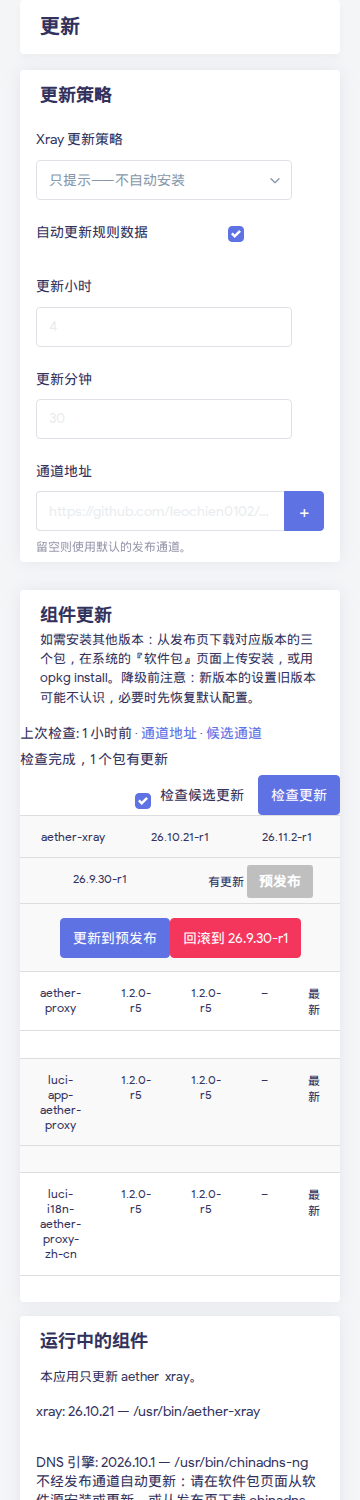 更新
更新策略
Xray 更新策略
只提示——不自动安装
自动更新规则数据
更新小时
4
更新分钟
30
通道地址
https://github.com/leochien0102/...
+
留空则使用默认的发布通道。
组件更新
如需安装其他版本：从发布页下载对应版本的三
个包，在系统的『软件包』页面上传安装，或用
opkg install。降级前注意：新版本的设置旧版本
可能不认识，必要时先恢复默认配置。
上次检查: 1 小时前 · 通道地址 · 候选通道
检查完成，1 个包有更新
检查候选更新 检查更新
aether-xray 26.10.21-r1 26.11.2-r1
26.9.30-r1 有更新 预发布
更新到预发布 回滚到 26.9.30-r1
aether- 1.2.0- 1.2.0- – 最
proxy r5 r5 新
luci- 1.2.0- 1.2.0- – 最
app- r5 r5 新
aether-
proxy
luci- 1.2.0- 1.2.0- – 最
i18n- r5 r5 新
aether-
proxy-
zh-cn
运行中的组件
本应用只更新 aether xray。
xray: 26.10.21 — /usr/bin/aether-xray
DNS 引擎: 2026.10.1 — /usr/bin/chinadns-ng
不经发布通道自动更新：请在软件包页面从软
件源安装或更新，或从发布页下载 chinadns-